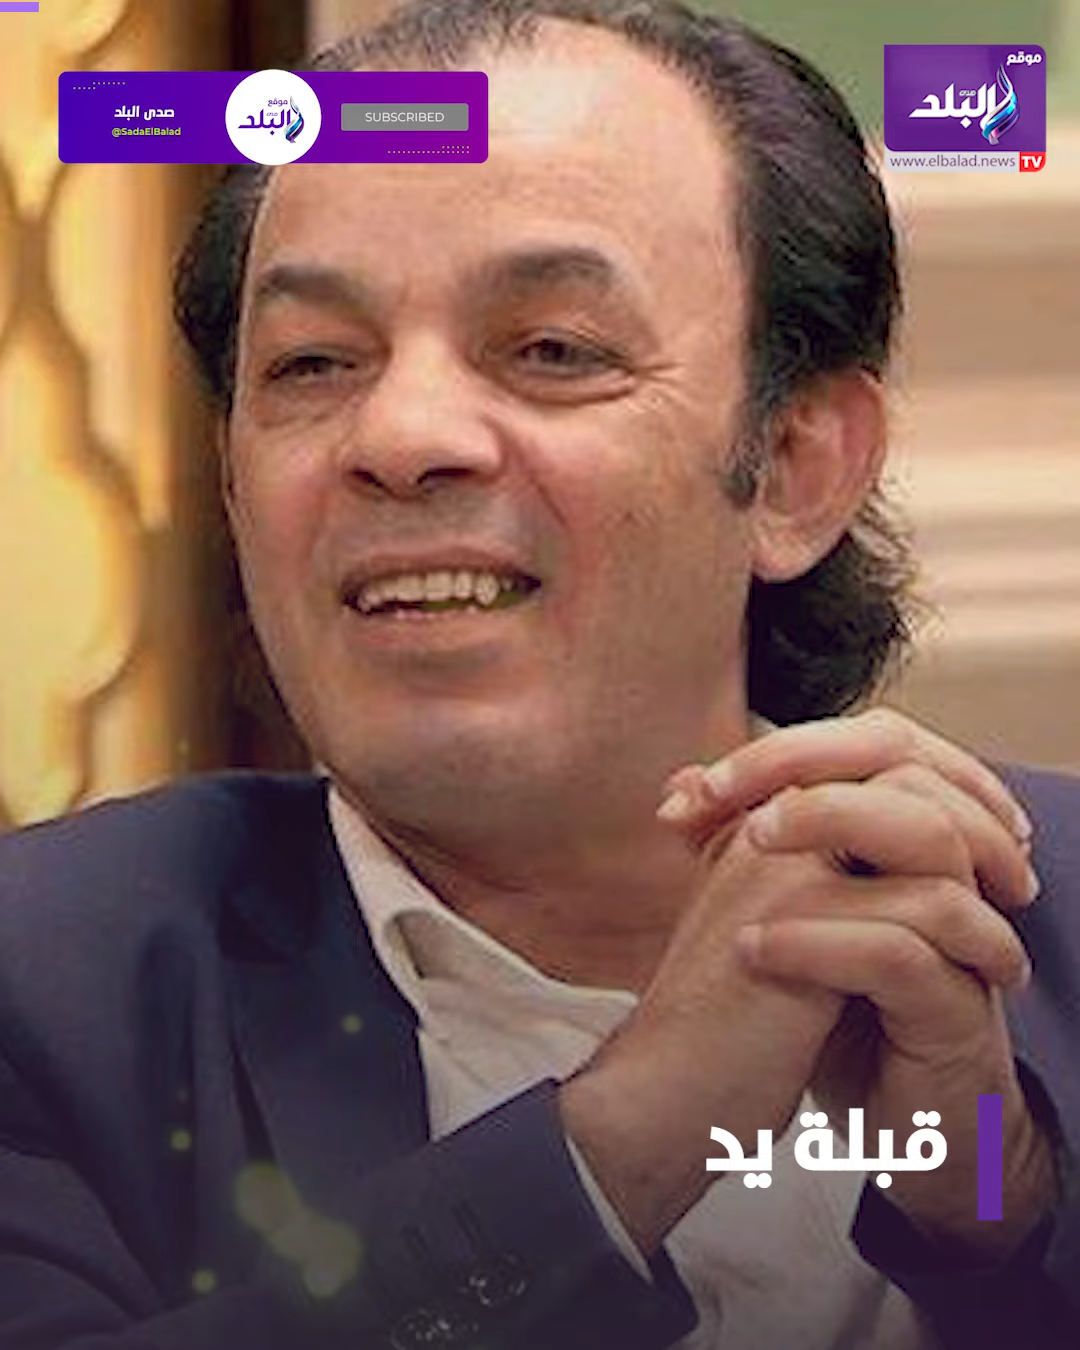 صدى البلد
@SadaElBalad
موقع
صدى
البلد
SUBSCRIBED
موقع
صدى
البلد
www.elbalad.news TV
قبلة يد